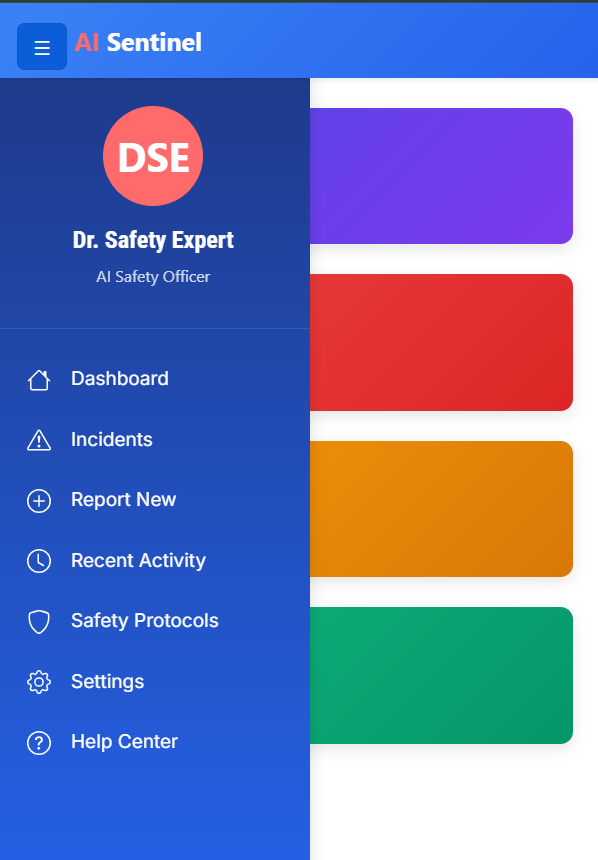 AI Sentinel
DSE
Dr. Safety Expert
AI Safety Officer
Dashboard
Incidents
Report New
Recent Activity
Safety Protocols
Settings
Help Center